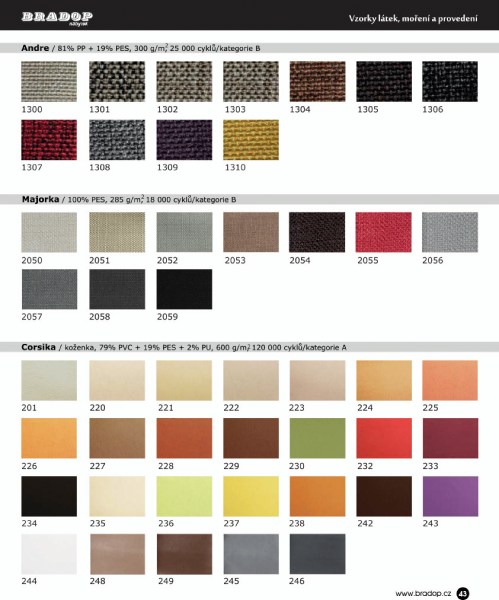 BRADOP
nábytek
Vzorky látek, moření a provedení
Andre / 81% PP + 19% PES, 300 g/m², 25 000 cyklů/kategorie B
1300 1301 1302 1303 1304 1305 1306
1307 1308 1309 1310
Majorka / 100% PES, 285 g/m², 18 000 cyklů/kategorie B
2050 2051 2052 2053 2054 2055 2056
2057 2058 2059
Corsika / koženka, 79% PVC + 19% PES + 2% PU, 600 g/m², 120 000 cyklů/kategorie A
201 220 221 222 223 224 225
226 227 228 229 230 232 233
234 235 236 237 238 242 243
244 248 249 245 246
www.bradop.cz 43